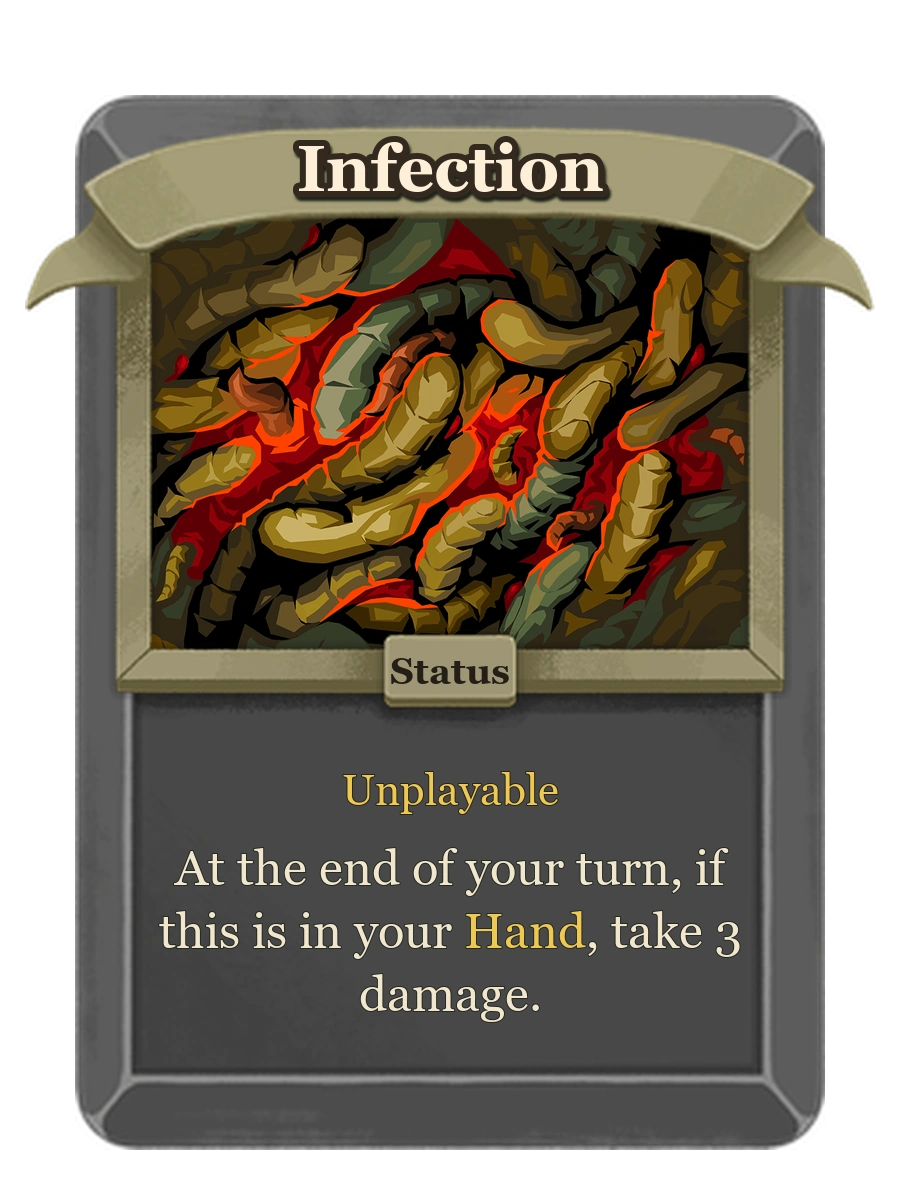 Infection
Status
Unplayable
At the end of your turn, if
this is in your Hand, take 3
damage.